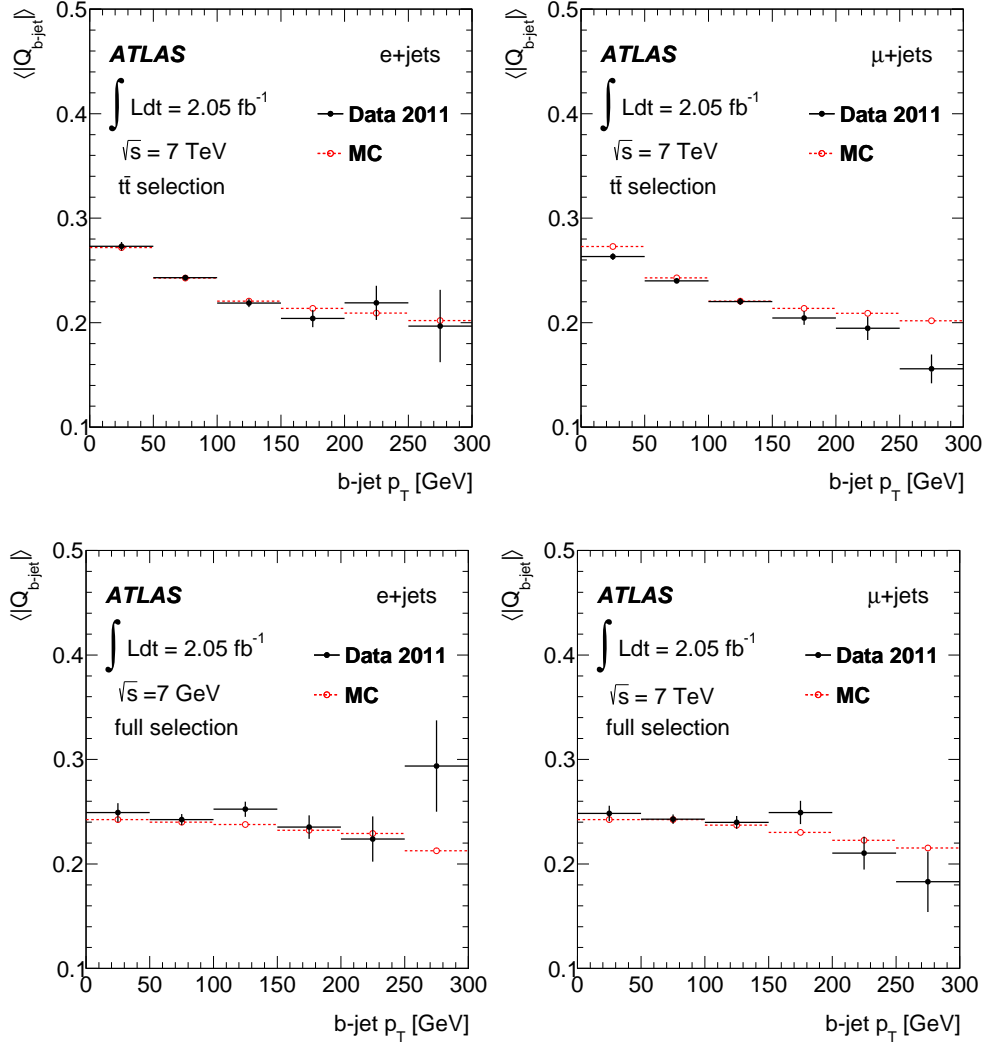 ⟨|Q_b-jet|⟩
ATLAS e+jets
∫ Ldt = 2.05 fb⁻¹
Data 2011
√s = 7 TeV
MC
tt̄ selection
0.5
0.4
0.3
0.2
0.1
0 50 100 150 200 250 300
b-jet p_T [GeV]
⟨|Q_b-jet|⟩
ATLAS μ+jets
∫ Ldt = 2.05 fb⁻¹
Data 2011
√s = 7 TeV
MC
tt̄ selection
0.5
0.4
0.3
0.2
0.1
0 50 100 150 200 250 300
b-jet p_T [GeV]
⟨|Q_b-jet|⟩
ATLAS e+jets
∫ Ldt = 2.05 fb⁻¹
Data 2011
√s =7 GeV
MC
full selection
0.5
0.4
0.3
0.2
0.1
0 50 100 150 200 250 300
b-jet p_T [GeV]
⟨|Q_b-jet|⟩
ATLAS μ+jets
∫ Ldt = 2.05 fb⁻¹
Data 2011
√s = 7 TeV
MC
full selection
0.5
0.4
0.3
0.2
0.1
0 50 100 150 200 250 300
b-jet p_T [GeV]